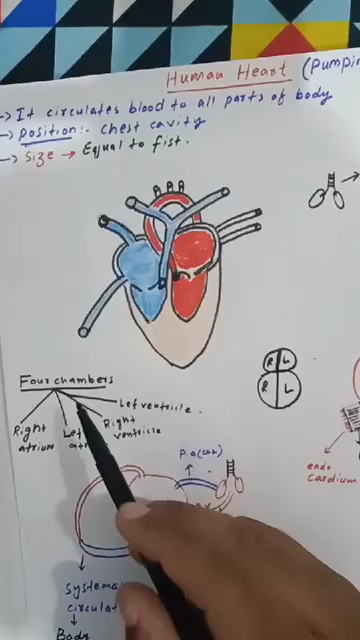 Human Heart (Pumpin
→ It circulates blood to all parts of body
→ Position:- Chest cavity
→ Size → Equal to fist.
Four chambers
Left ventricle.
Right ventricle
Right atrium
R L
R L
P.a(co2)
endo cardium
circulat
Body